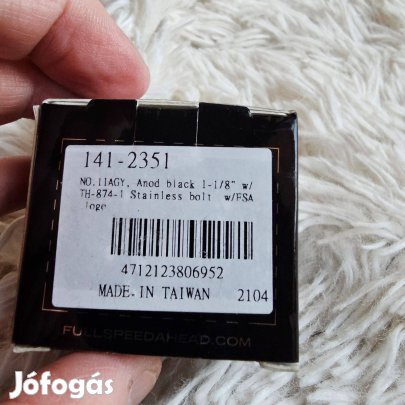 141-2351
NO.11AGY, Anod black 1-1/8" w/
TH-874-1 Stainless bolt w/FSA
logo
4712123806952
MADE IN TAIWAN 2104
FULLSPEEDAHEAD.COM
Jófogás